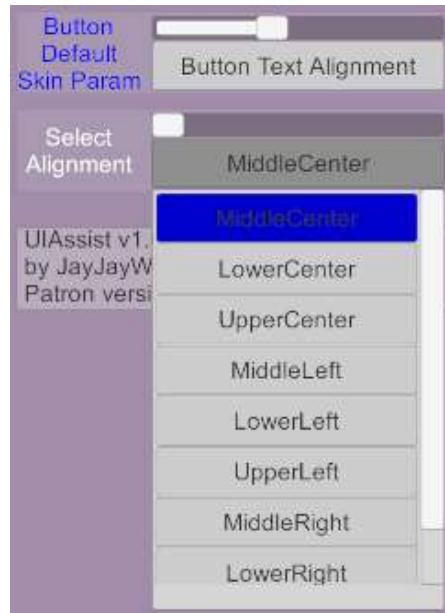 Button
Default
Skin Param
Button Text Alignment
Select
Alignment
MiddleCenter
MiddleCenter
LowerCenter
UpperCenter
MiddleLeft
LowerLeft
UpperLeft
MiddleRight
LowerRight
UIAssist v1.
by JayJayW
Patron versi